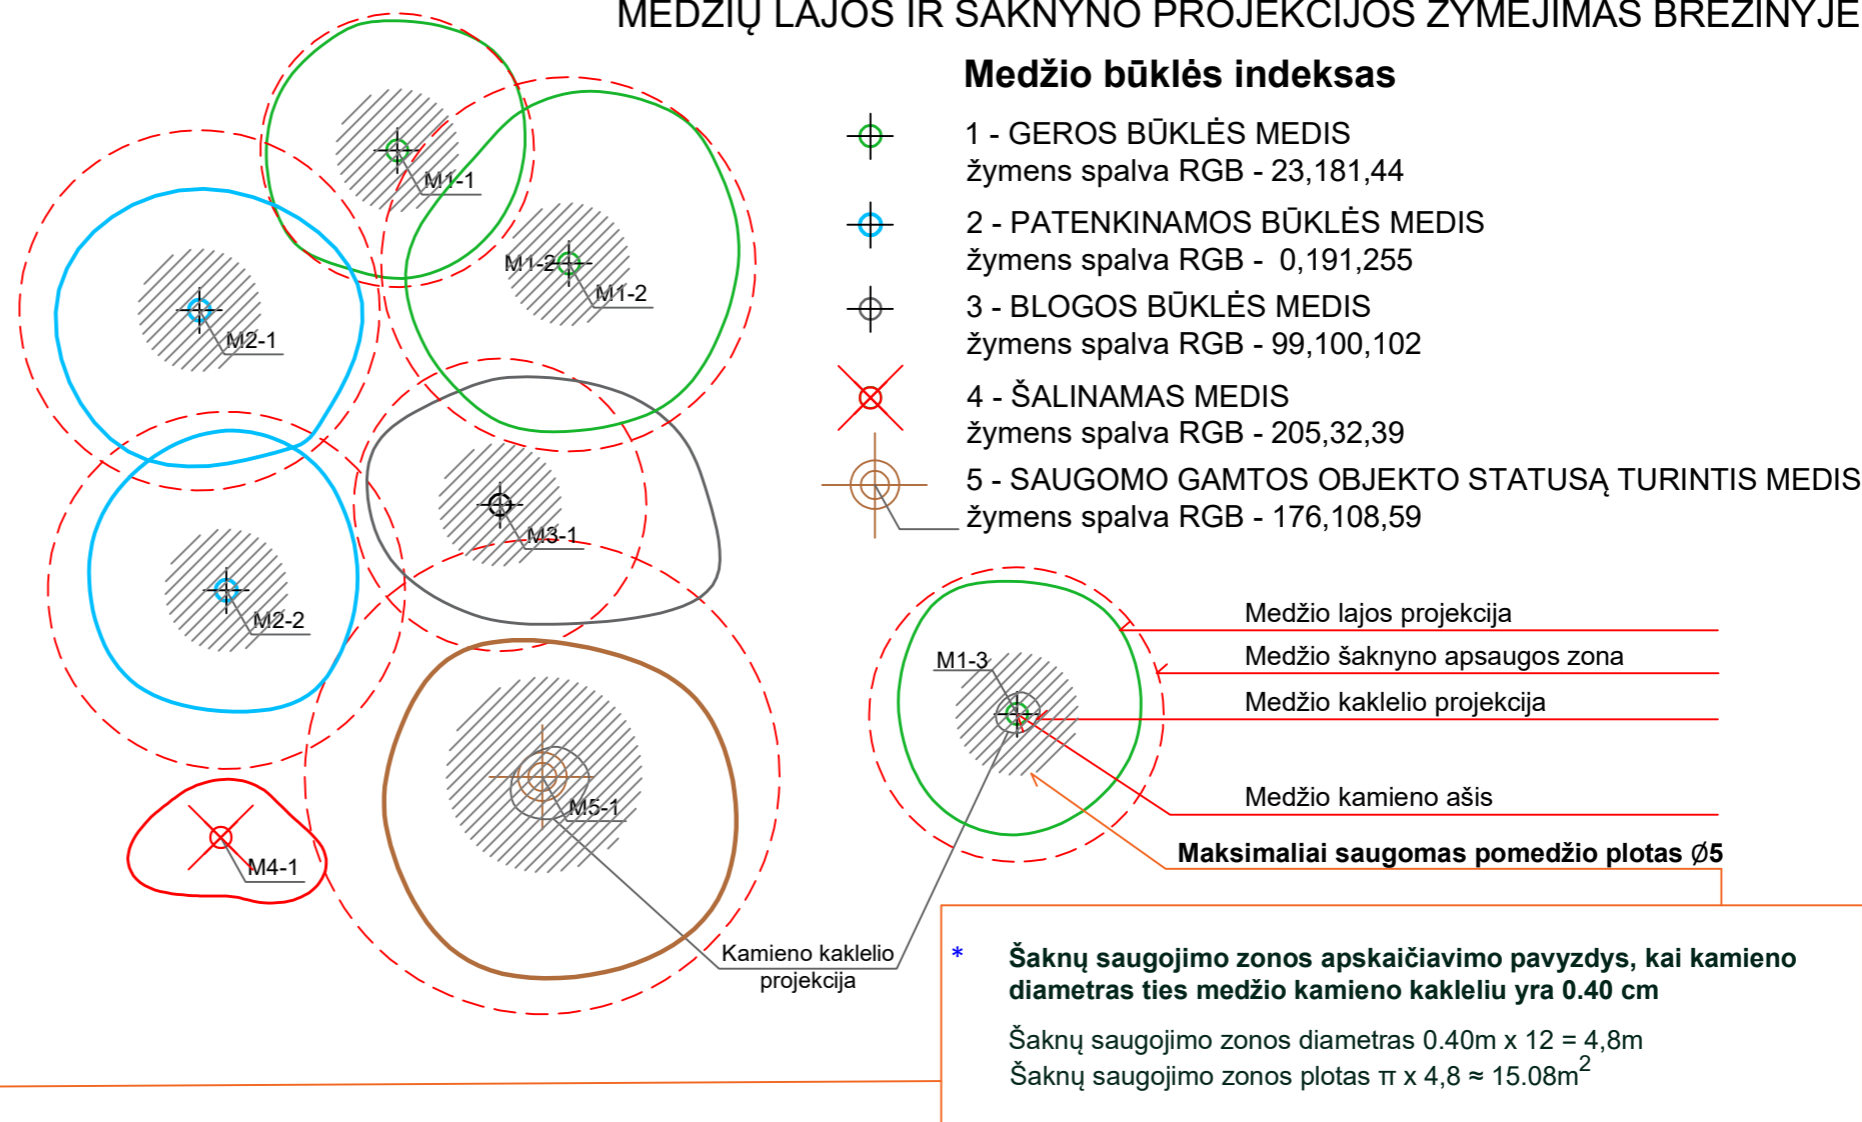 MEDŽIŲ LAJOS IR ŠAKNYNO PROJEKCIJOS ŽYMĖJIMAS BRĖŽINYJE
Medžio būklės indeksas
1 - GEROS BŪKLĖS MEDIS
žymens spalva RGB - 23,181,44
2 - PATENKINAMOS BŪKLĖS MEDIS
žymens spalva RGB - 0,191,255
3 - BLOGOS BŪKLĖS MEDIS
žymens spalva RGB - 99,100,102
4 - ŠALINAMAS MEDIS
žymens spalva RGB - 205,32,39
5 - SAUGOMO GAMTOS OBJEKTO STATUSĄ TURINTIS MEDIS
žymens spalva RGB - 176,108,59
M1-1
M1-2
M1-2
M2-1
M3-1
M2-2
M5-1
M4-1
M1-3
Medžio lajos projekcija
Medžio šaknyno apsaugos zona
Medžio kaklelio projekcija
Medžio kamieno ašis
Maksimaliai saugomas pomedžio plotas Ø5
Kamieno kaklelio
projekcija
* Šaknų saugojimo zonos apskaičiavimo pavyzdys, kai kamieno
diametras ties medžio kamieno kakleliu yra 0.40 cm
Šaknų saugojimo zonos diametras 0.40m x 12 = 4,8m
Šaknų saugojimo zonos plotas π x 4,8 ≈ 15.08m²